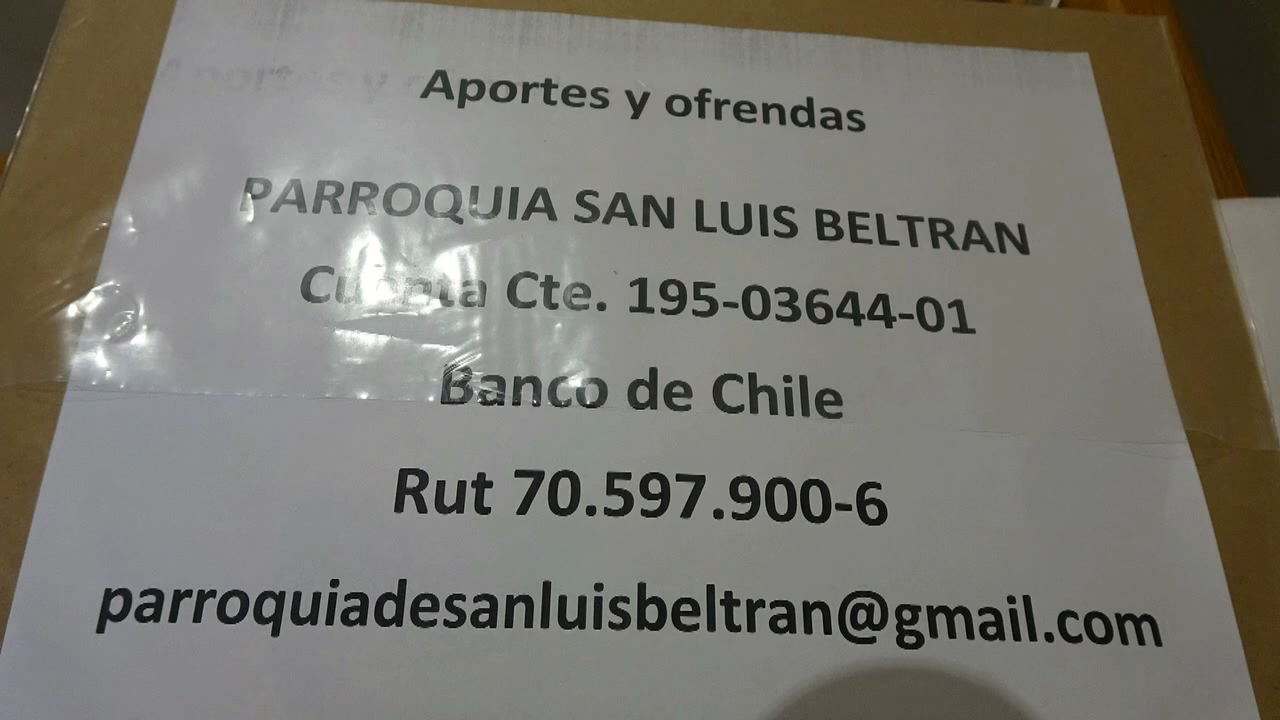 Aportes y ofrendas
PARROQUIA SAN LUIS BELTRAN
Cuenta Cte. 195-03644-01
Banco de Chile
Rut 70.597.900-6
parroquiadesanluisbeltran@gmail.com